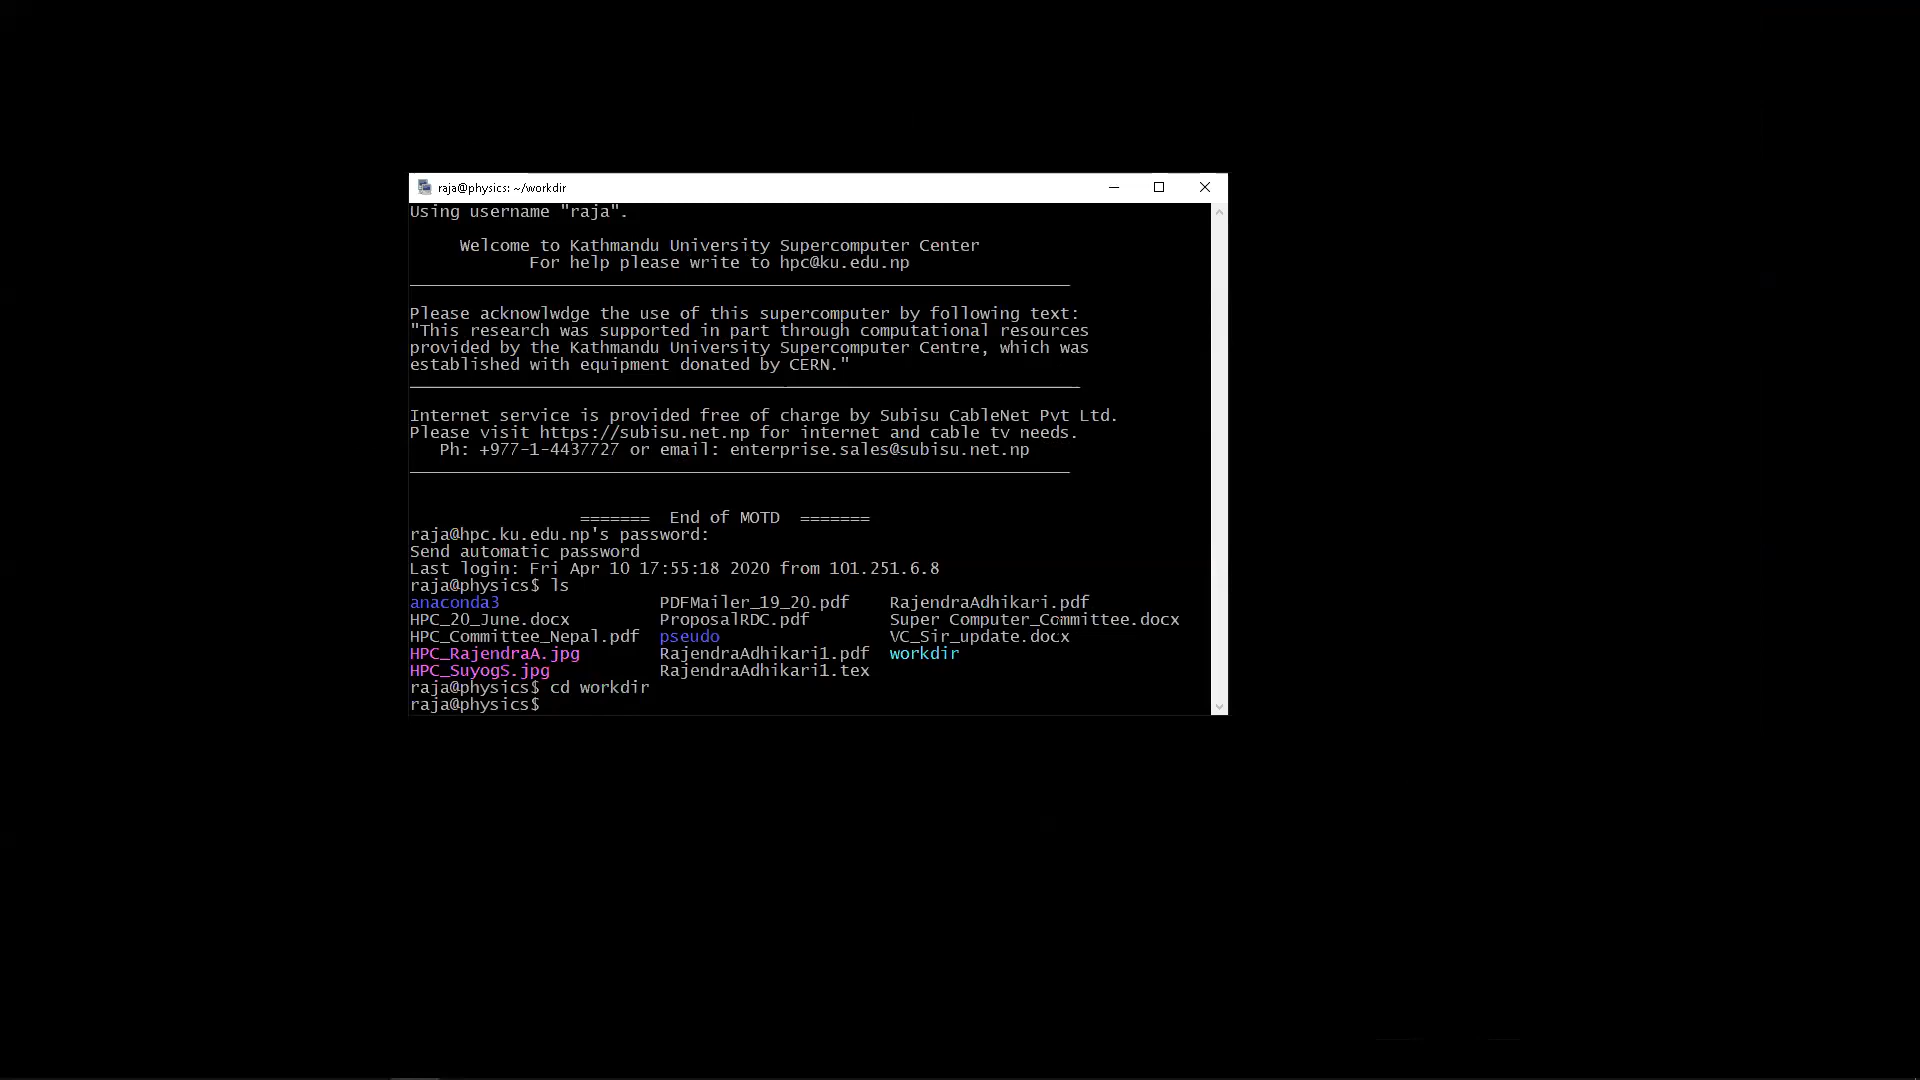 raja@physics: ~/workdir
Using username "raja".
Welcome to Kathmandu University Supercomputer Center
For help please write to hpc@ku.edu.np
Please acknowlwdge the use of this supercomputer by following text:
"This research was supported in part through computational resources
provided by the Kathmandu University Supercomputer Centre, which was
established with equipment donated by CERN."
Internet service is provided free of charge by Subisu CableNet Pvt Ltd.
Please visit https://subisu.net.np for internet and cable tv needs.
Ph: +977-1-4437727 or email: enterprise.sales@subisu.net.np
======= End of MOTD =======
raja@hpc.ku.edu.np's password:
Send automatic password
Last login: Fri Apr 10 17:55:18 2020 from 101.251.6.8
raja@physics$ ls
anaconda3 PDFMailer_19_20.pdf RajendraAdhikari.pdf
HPC_20_June.docx ProposalRDC.pdf Super Computer_Committee.docx
HPC_Committee_Nepal.pdf pseudo VC_Sir_update.docx
HPC_RajendraA.jpg RajendraAdhikari1.pdf workdir
HPC_SuyogS.jpg RajendraAdhikari1.tex
raja@physics$ cd workdir
raja@physics$